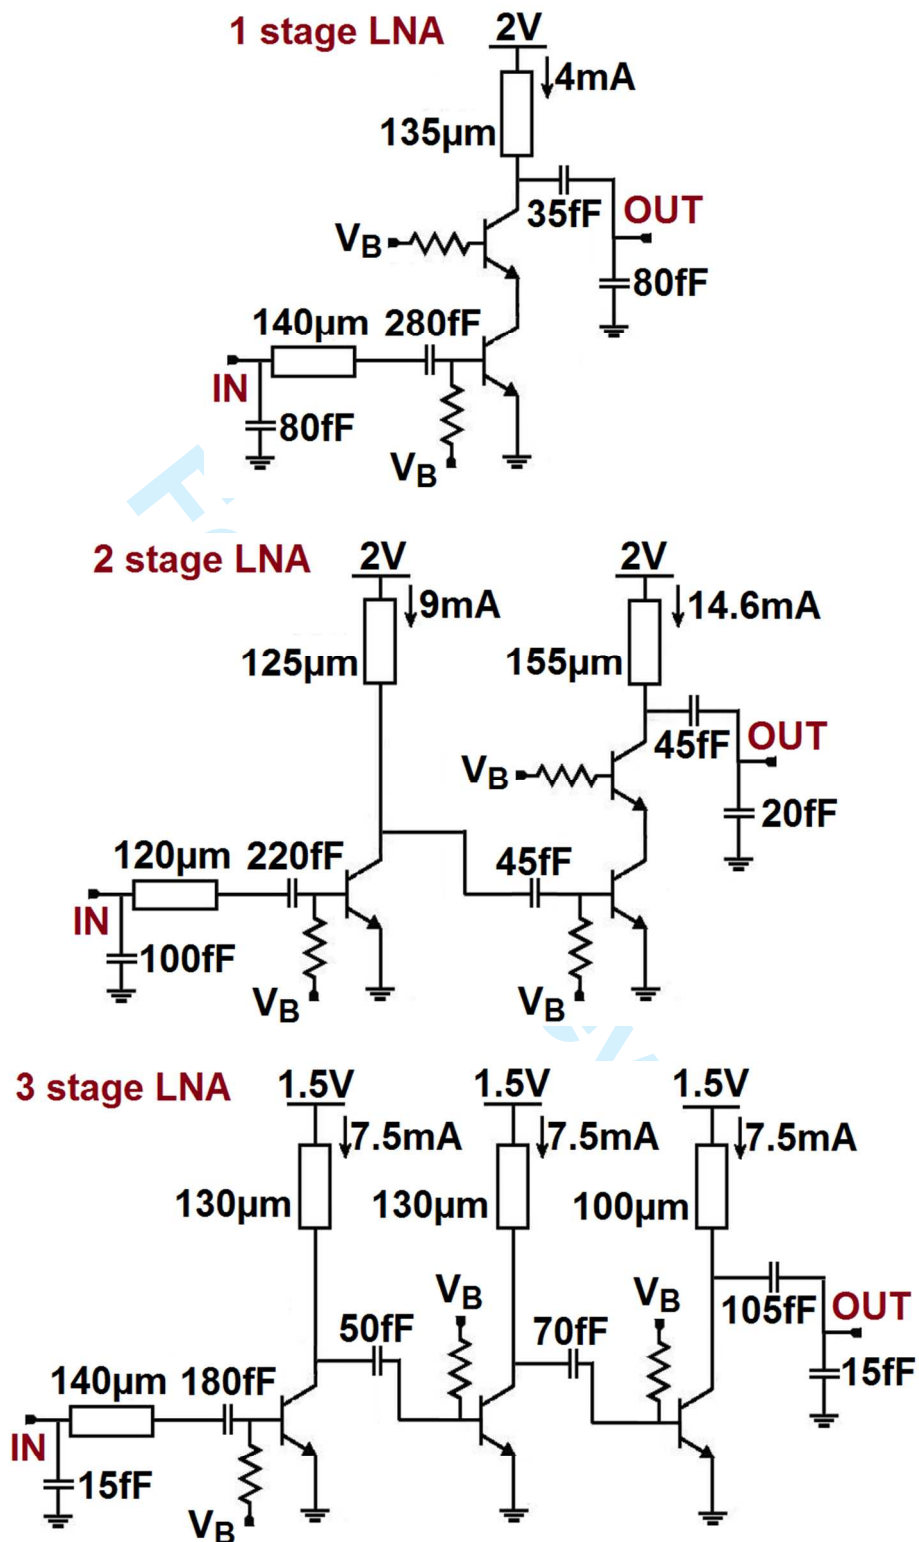 1 stage LNA
2V
4mA
135µm
35fF
OUT
VB
80fF
140µm
280fF
IN
80fF
VB
2 stage LNA
2V
9mA
2V
14.6mA
125µm
155µm
45fF
OUT
VB
20fF
120µm
220fF
45fF
IN
100fF
VB
VB
3 stage LNA
1.5V
7.5mA
1.5V
7.5mA
1.5V
7.5mA
130µm
130µm
100µm
VB
VB
105fF
OUT
50fF
70fF
15fF
140µm
180fF
IN
15fF
VB